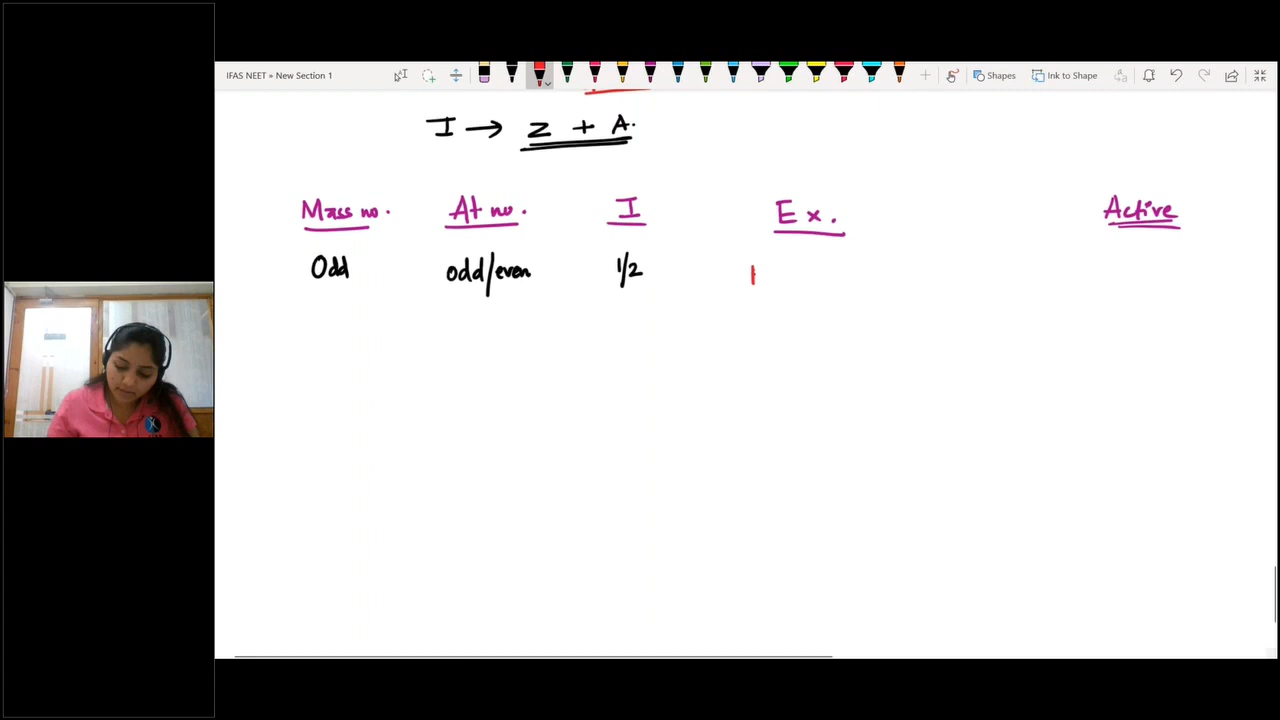 IFAS NEET » New Section 1
Shapes
Ink to Shape
I → Z + A.
Mass no. At no. I Ex. Active
Odd odd/even 1/2